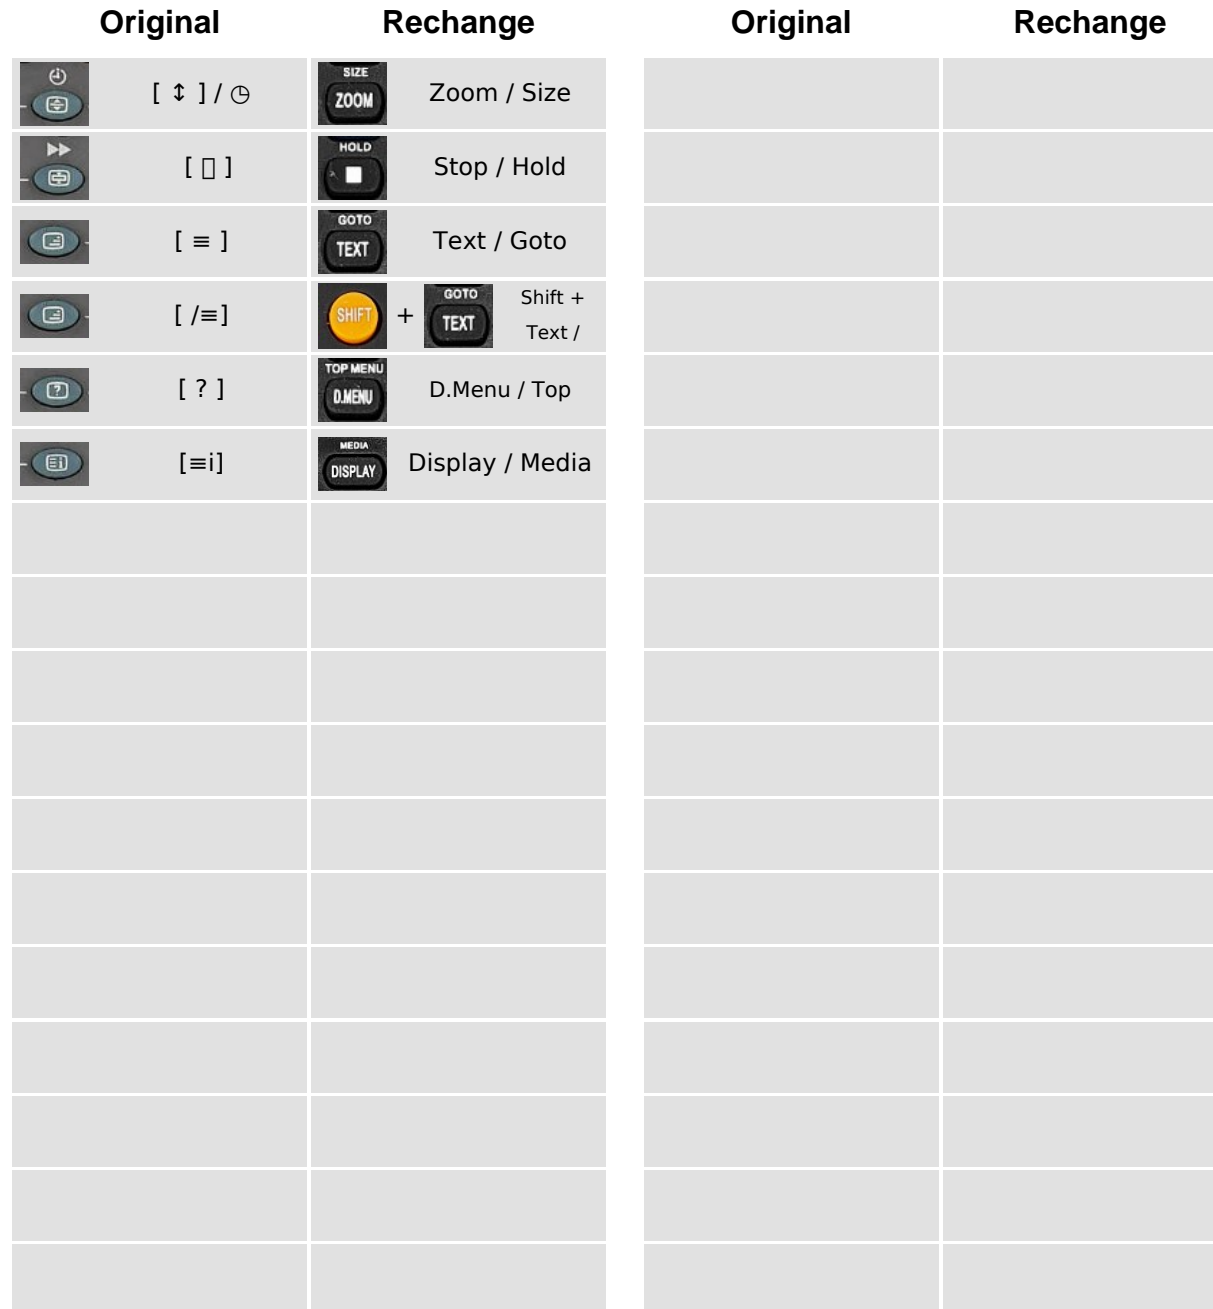 Original Rechange Original Rechange
[ ↕ ] / ◷ SIZE ZOOM Zoom / Size
[ ▯ ] HOLD Stop / Hold
[ ≡ ] GOTO TEXT Text / Goto
[ /≡] SHIFT + GOTO TEXT Shift +
Text /
? [ ? ] TOP MENU D.MENU D.Menu / Top
≡i [≡i] MEDIA DISPLAY Display / Media